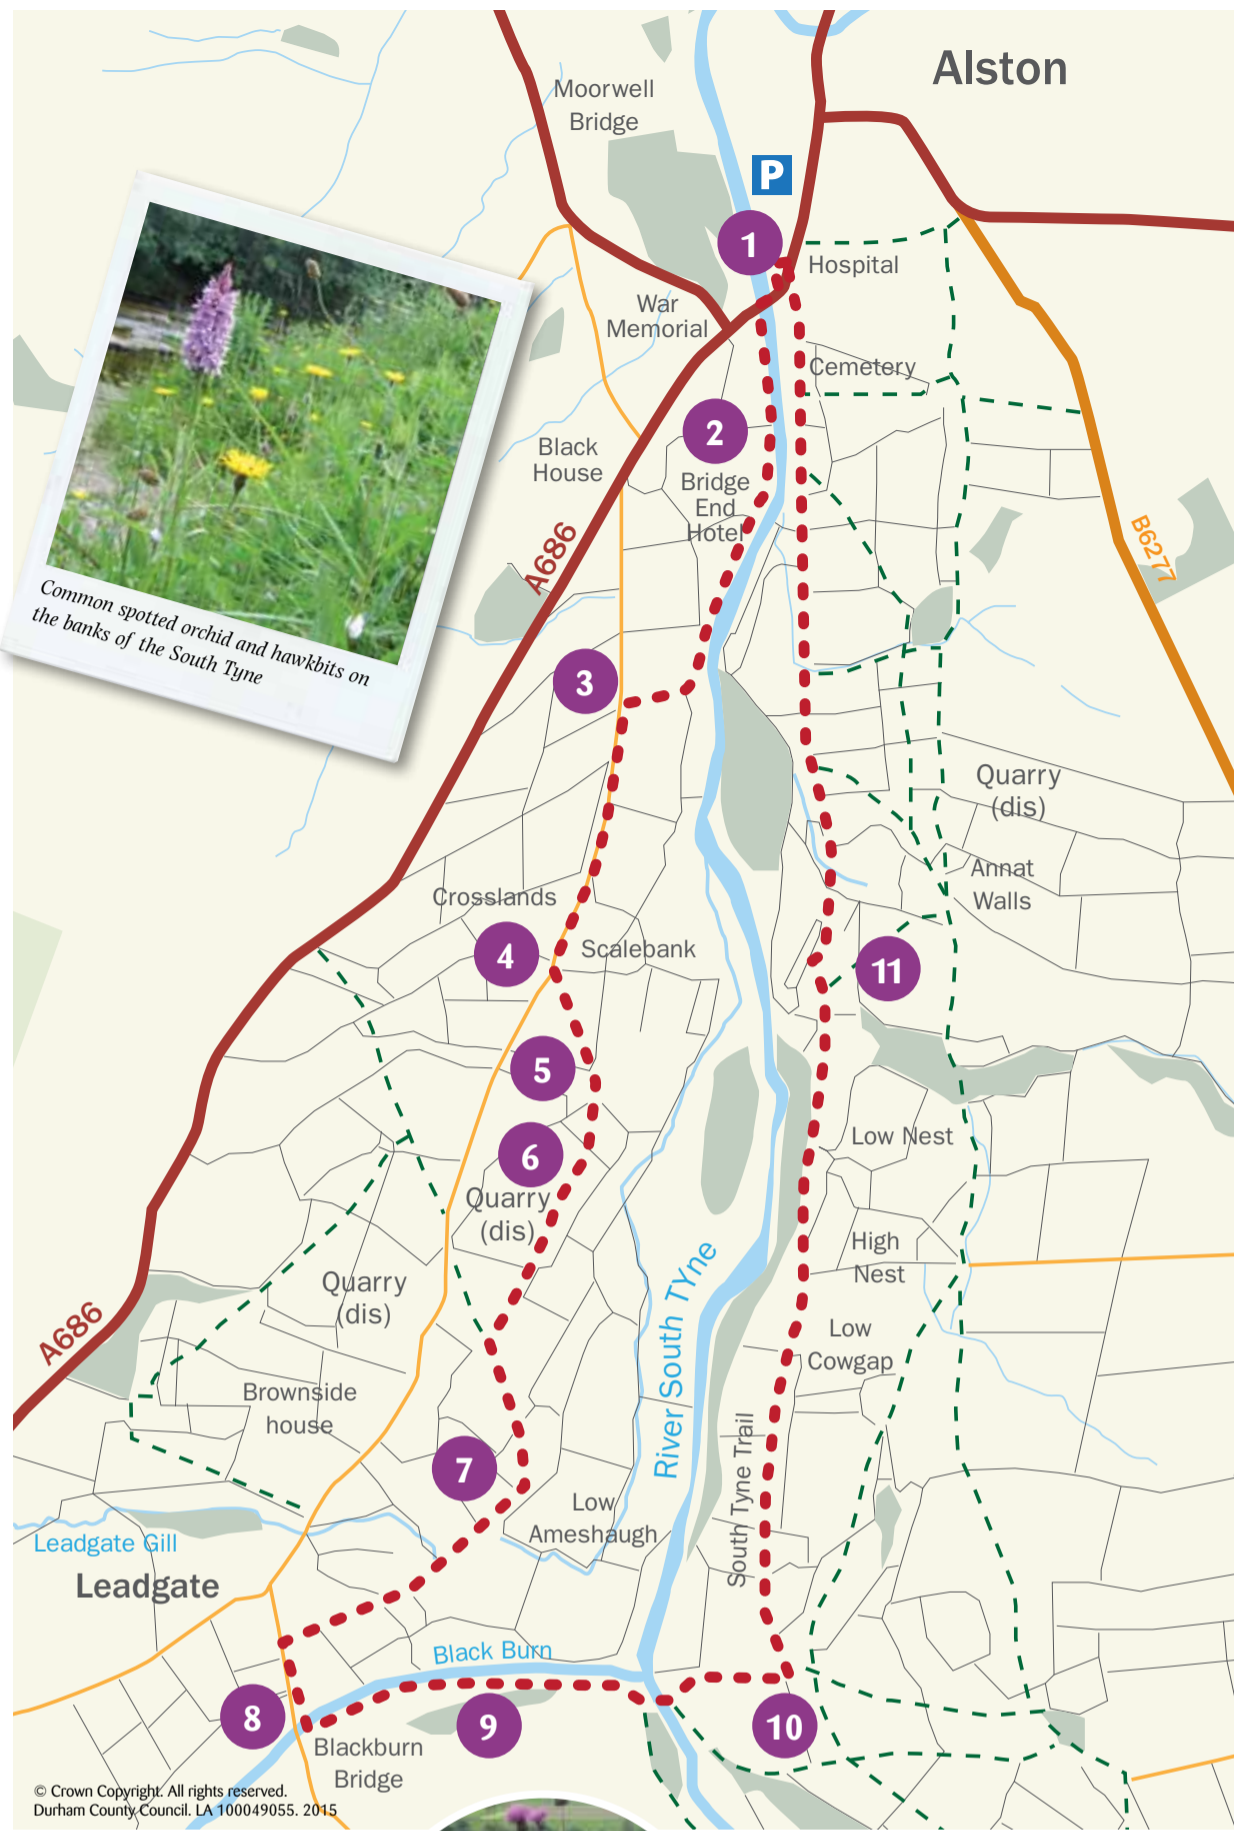 Alston
Moorwell
Bridge
P
1
Hospital
War
Memorial
Cemetery
2
Black
House
Bridge
End
Hotel
A686
B6277
Common spotted orchid and hawkbits on
the banks of the South Tyne
3
Quarry
(dis)
Annat
Walls
Crosslands
4
Scalebank
11
5
6
Low Nest
Quarry
(dis)
High
Nest
Quarry
(dis)
River South TYne
A686
Low
Cowgap
Brownside
house
7
South Tyne Trail
Low
Ameshaugh
Leadgate Gill
Leadgate
Black Burn
8
9
10
Blackburn
Bridge
© Crown Copyright. All rights reserved.
Durham County Council. LA 100049055. 2015